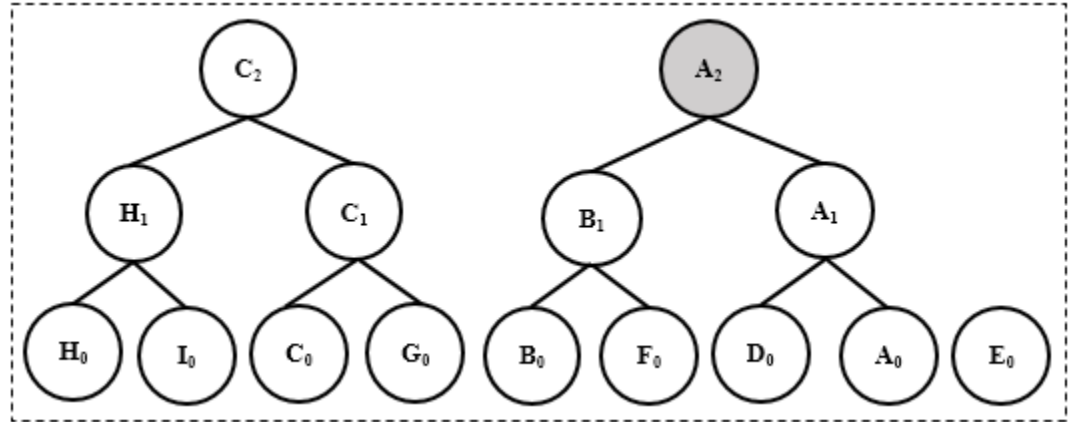 C₂ A₂
H₁ C₁ B₁ A₁
H₀ I₀ C₀ G₀ B₀ F₀ D₀ A₀ E₀